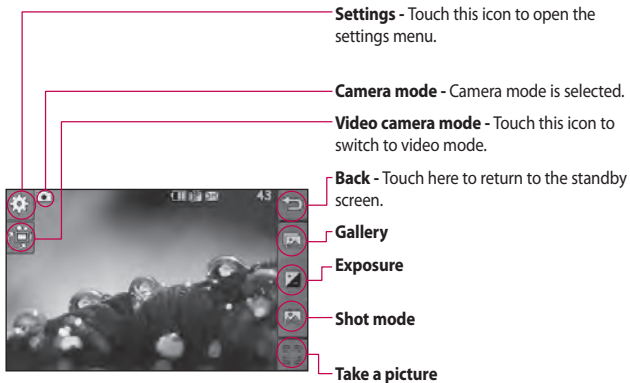 Settings - Touch this icon to open the
settings menu.
Camera mode - Camera mode is selected.
Video camera mode - Touch this icon to
switch to video mode.
Back - Touch here to return to the standby
screen.
43
Gallery
Exposure
Shot mode
Take a picture